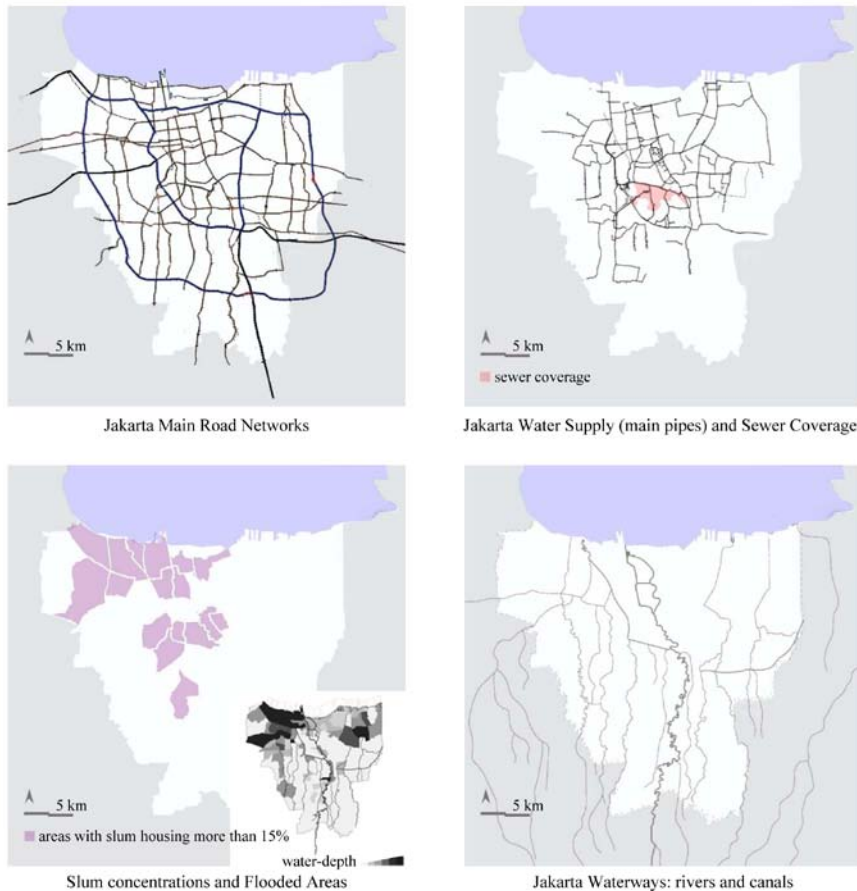 5 km
Jakarta Main Road Networks
5 km
sewer coverage
Jakarta Water Supply (main pipes) and Sewer Coverage
5 km
areas with slum housing more than 15%
water-depth
Slum concentrations and Flooded Areas
5 km
Jakarta Waterways: rivers and canals